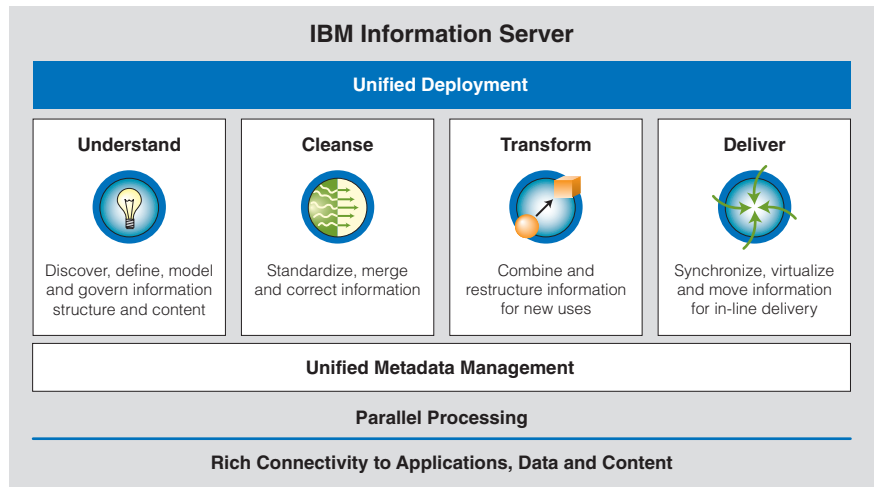 IBM Information Server
Unified Deployment
Understand
Discover, define, model
and govern information
structure and content
Cleanse
Standardize, merge
and correct information
Transform
Combine and
restructure information
for new uses
Deliver
Synchronize, virtualize
and move information
for in-line delivery
Unified Metadata Management
Parallel Processing
Rich Connectivity to Applications, Data and Content